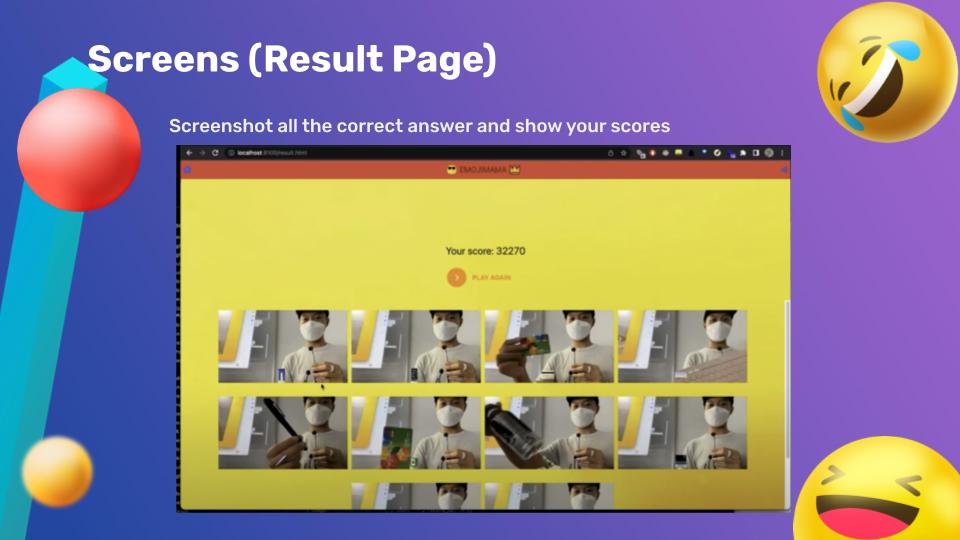 Screens (Result Page)
Screenshot all the correct answer and show your scores
localhost:8100/result.html
EMOJIMAMA
Your score: 32270
PLAY AGAIN